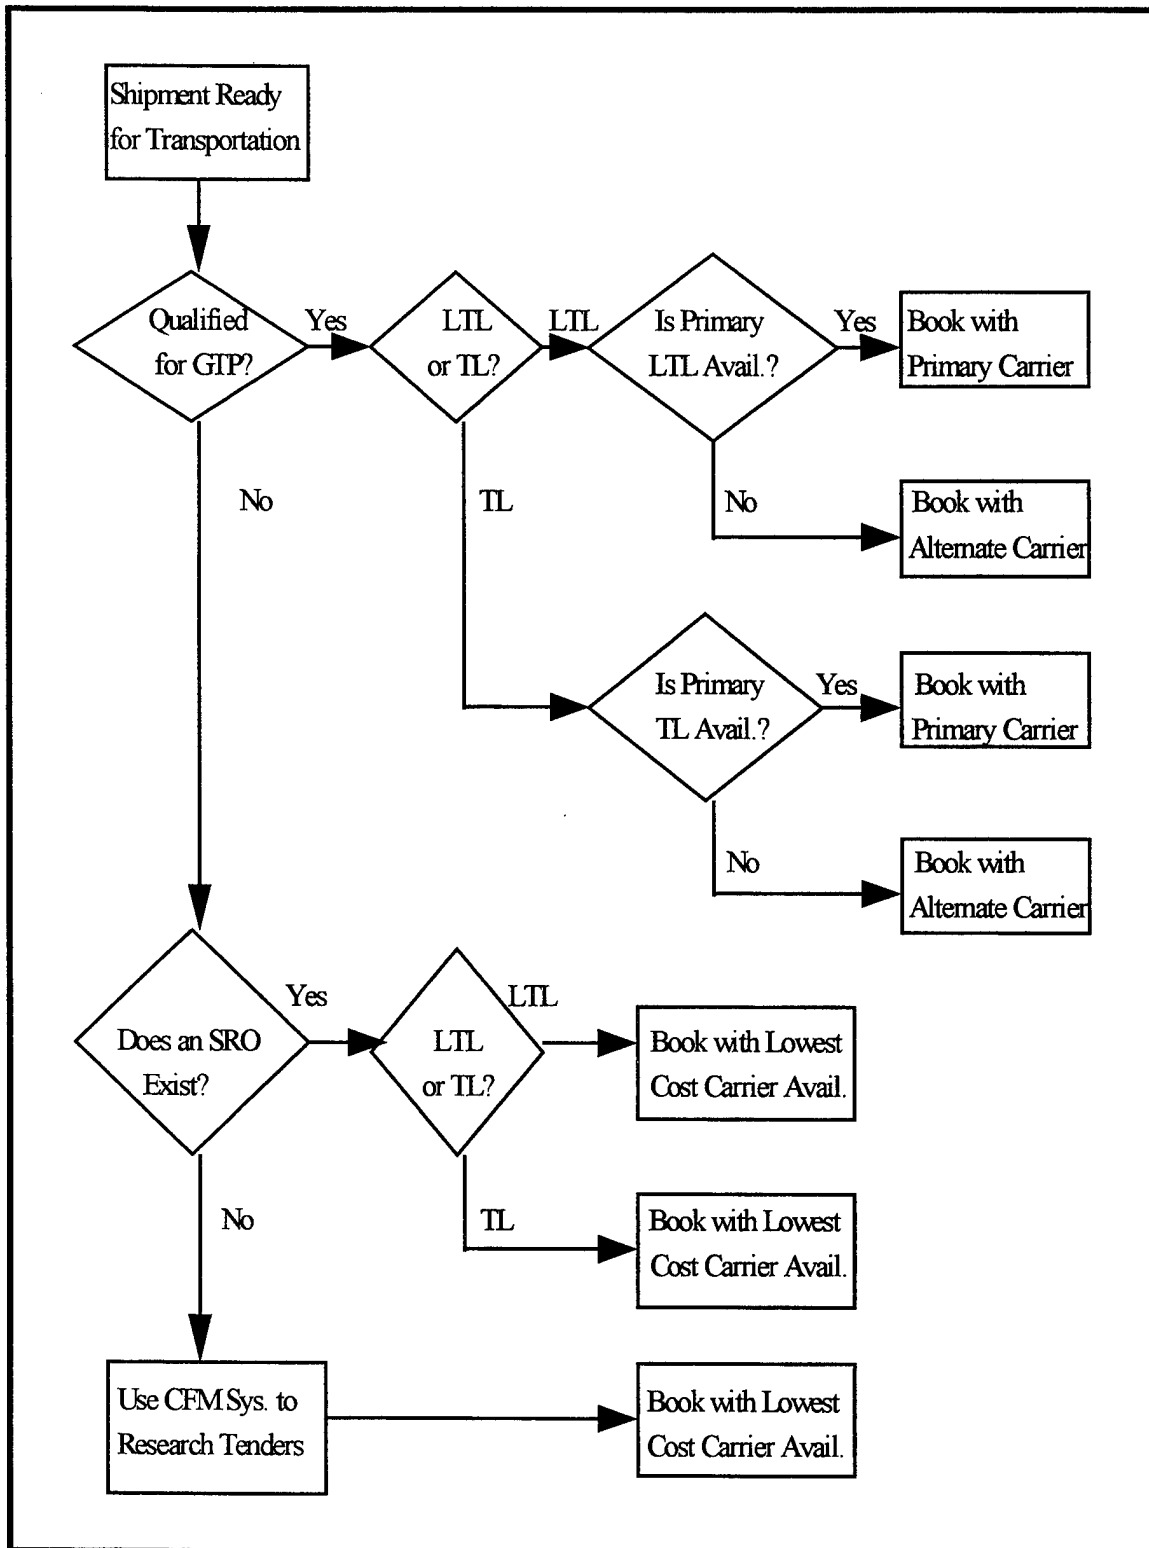 Shipment Ready
for Transportation
Qualified
for GTP?
Yes
LTL
or TL?
LTL
Is Primary
LTL Avail.?
Yes
Book with
Primary Carrier
No
TL
No
Book with
Alternate Carrier
Is Primary
TL Avail.?
Yes
Book with
Primary Carrier
No
Book with
Alternate Carrier
Does an SRO
Exist?
Yes
LTL
or TL?
LTL
Book with Lowest
Cost Carrier Avail.
No
TL
Book with Lowest
Cost Carrier Avail.
Use CFM Sys. to
Research Tenders
Book with Lowest
Cost Carrier Avail.